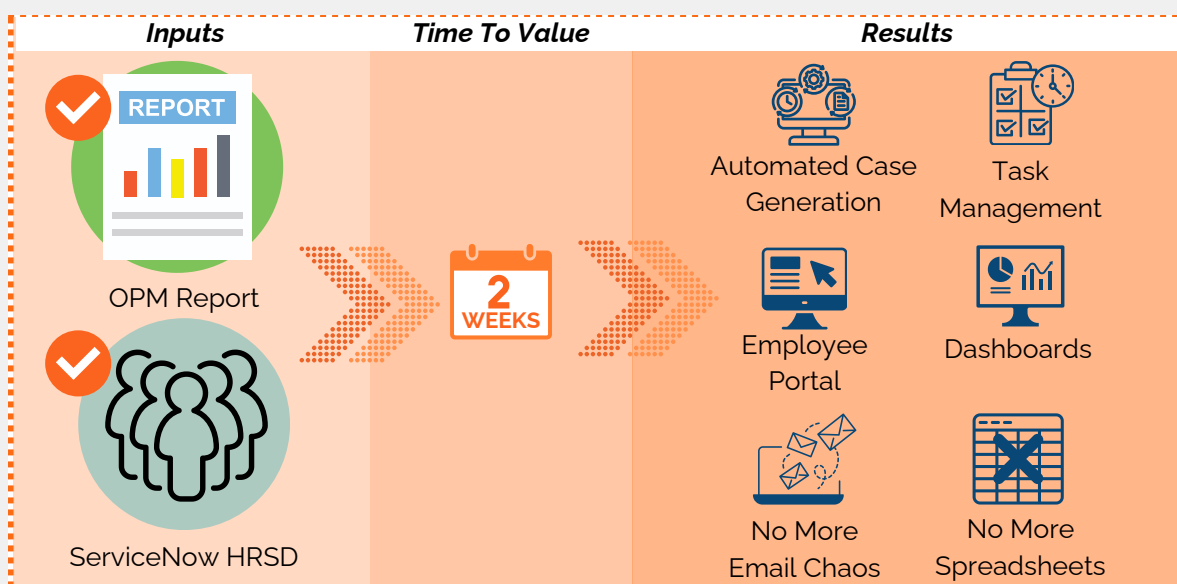 Inputs
Time To Value
Results
REPORT
OPM Report
ServiceNow HRSD
2
WEEKS
Automated Case
Generation
Task
Management
Employee
Portal
Dashboards
No More
Email Chaos
No More
Spreadsheets